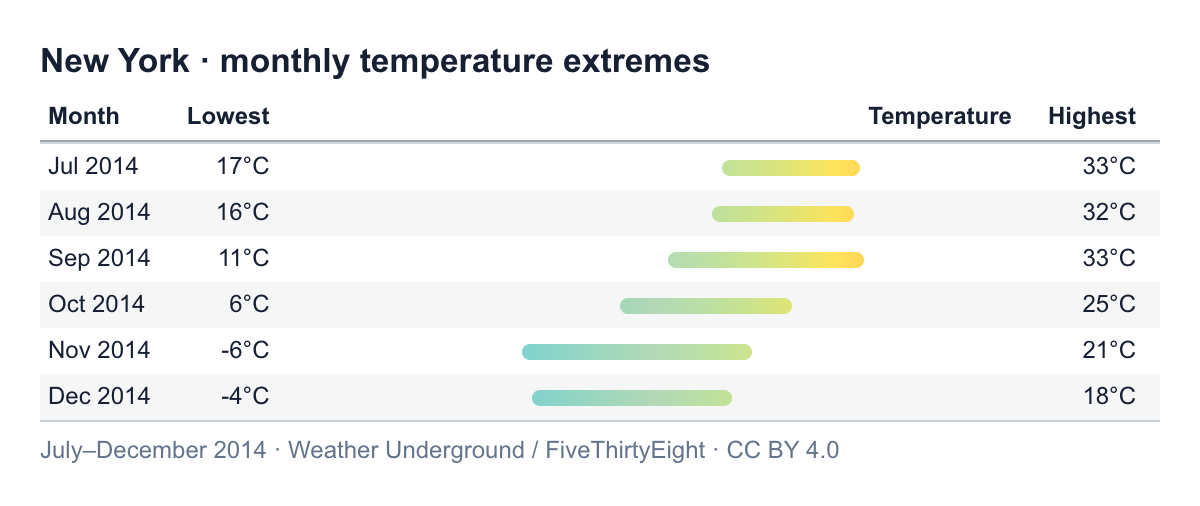 New York · monthly temperature extremes
Month Lowest Temperature Highest
Jul 2014 17°C 33°C
Aug 2014 16°C 32°C
Sep 2014 11°C 33°C
Oct 2014 6°C 25°C
Nov 2014 -6°C 21°C
Dec 2014 -4°C 18°C
July–December 2014 · Weather Underground / FiveThirtyEight · CC BY 4.0